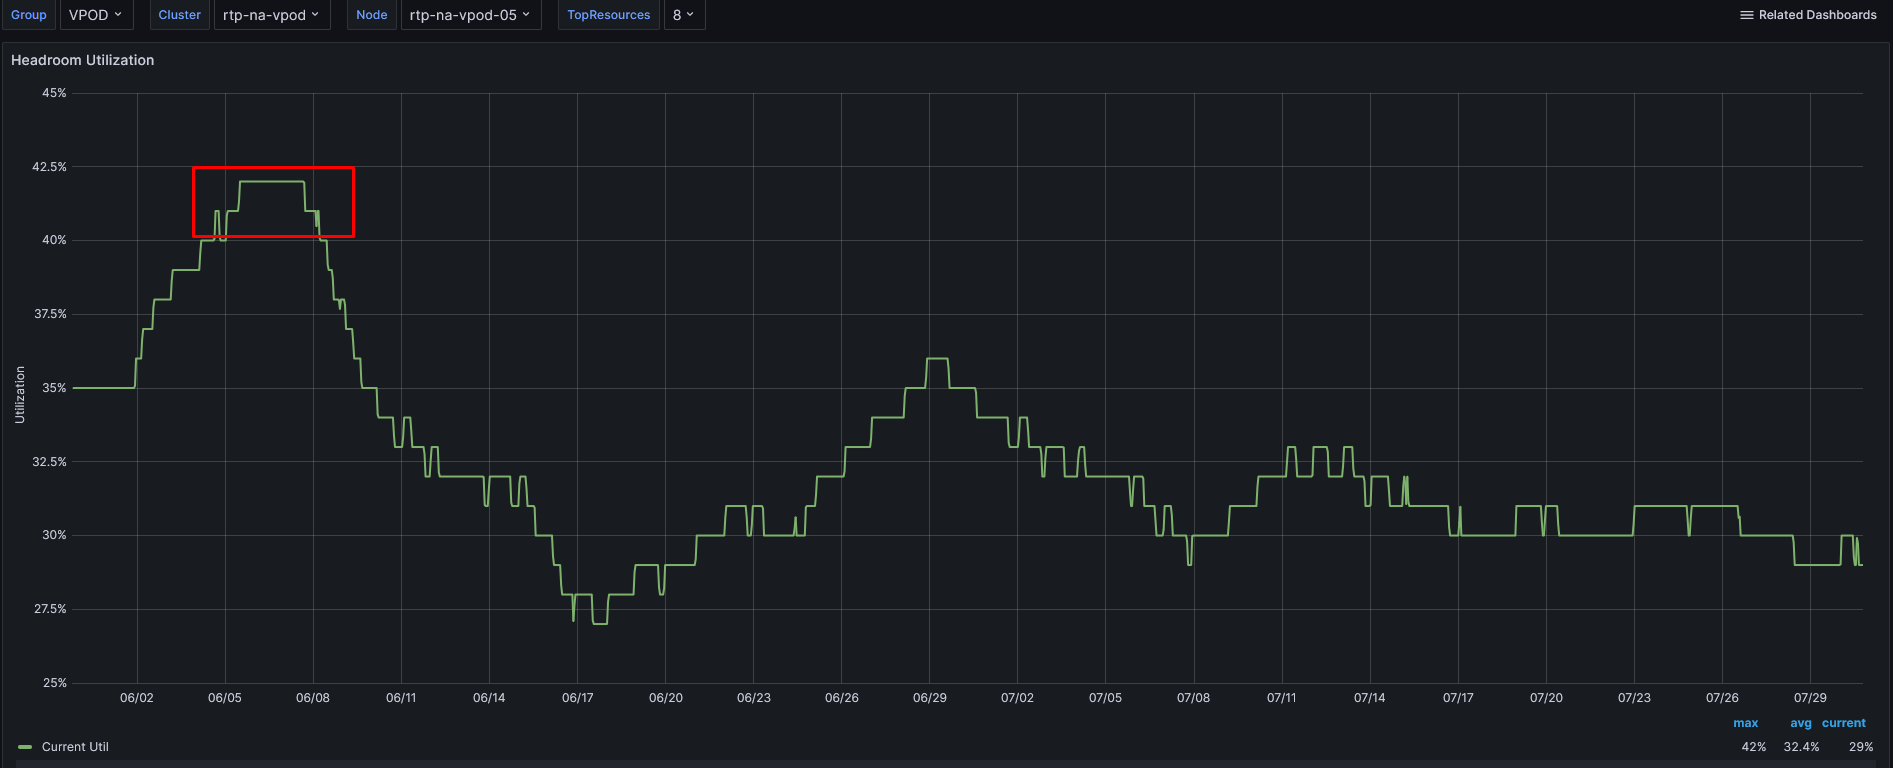 Group VPOD Cluster rtp-na-vpod Node rtp-na-vpod-05 TopResources 8 Related Dashboards
Headroom Utilization
45%
42.5%
40%
37.5%
35%
32.5%
30%
27.5%
25%
Utilization
06/02 06/05 06/08 06/11 06/14 06/17 06/20 06/23 06/26 06/29 07/02 07/05 07/08 07/11 07/14 07/17 07/20 07/23 07/26 07/29
max avg current
Current Util 42% 32.4% 29%